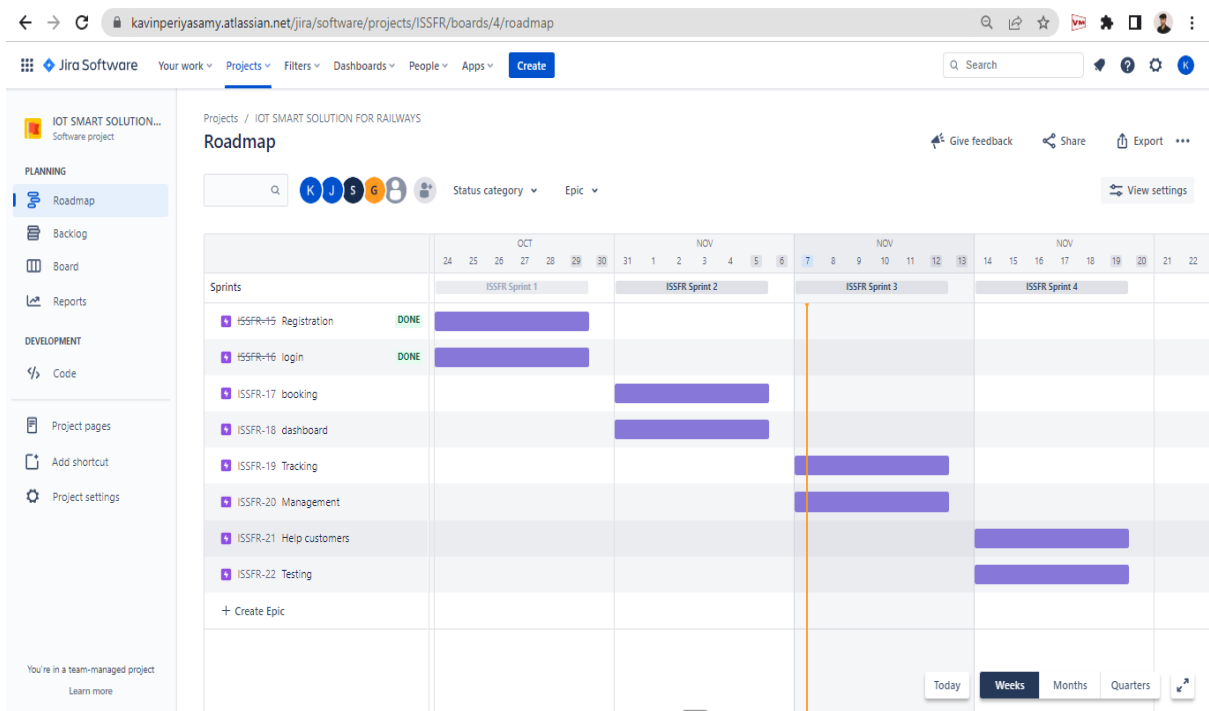 kavinperiyasamy.atlassian.net/jira/software/projects/ISSFR/boards/4/roadmap
VM
Jira Software Your work Projects Filters Dashboards People Apps Create Search K
IOT SMART SOLUTION...
Software project
PLANNING
Roadmap
Backlog
Board
Reports
DEVELOPMENT
Code
Project pages
Add shortcut
Project settings
You're in a team-managed project
Learn more
Projects / IOT SMART SOLUTION FOR RAILWAYS
Roadmap
Give feedback Share Export
K J S G Status category Epic View settings
OCT NOV NOV NOV
24 25 26 27 28 29 30 31 1 2 3 4 5 6 7 8 9 10 11 12 13 14 15 16 17 18 19 20 21 22
Sprints ISSFR Sprint 1 ISSFR Sprint 2 ISSFR Sprint 3 ISSFR Sprint 4
ISSFR-15 Registration DONE
ISSFR-16 login DONE
ISSFR-17 booking
ISSFR-18 dashboard
ISSFR-19 Tracking
ISSFR-20 Management
ISSFR-21 Help customers
ISSFR-22 Testing
+ Create Epic
Today Weeks Months Quarters